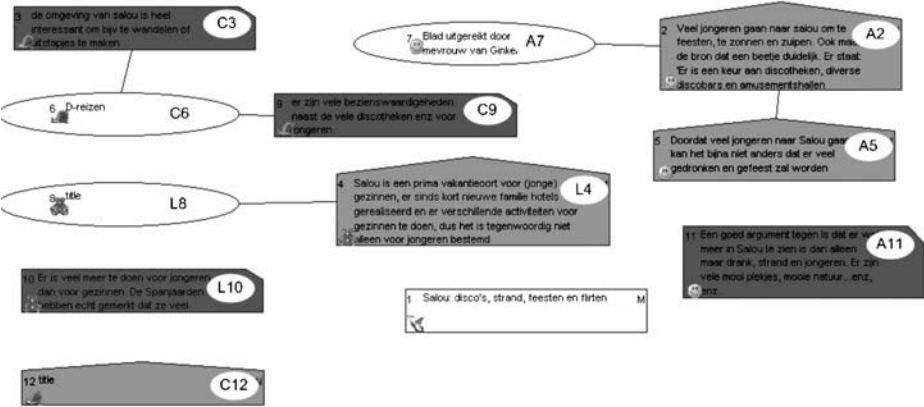 3 de omgeving van salou is heel
interessant om bijv te wandelen of
uitstapjes te maken
C3
7 Blad uitgereikt door
mevrouw van Ginkel.
A7
2 Veel jongeren gaan naar salou om te
feesten, te zonnen en zuipen. Ook
de bron dat een beetje duidelijk. Er staat:
'Er is een keur aan discotheken, diverse
discobars en amusementshallen
A2
6 D-reizen
C6
9 er zijn vele bezienswaardigheden
naast de vele discotheken enz voor
jongeren.
C9
5 Doordat veel jongeren naar Salou gaan
kan het bijna niet anders dat er veel
gedronken en gefeest zal worden
A5
8 title
L8
4 Salou is een prima vakantieoort voor (jonge)
gezinnen, er sinds kort nieuwe familie hotels
gerealiseerd en er verschillende activiteiten voor
gezinnen te doen, dus het is tegenwoordig niet
alleen voor jongeren bestemd
L4
11 Een goed argument tegen is dat er
meer in Salou te zien is dan alleen
maar drank, strand en jongeren. Er zijn
vele mooi plekjes, mooie natuur...enz,
enz...
A11
10 Er is veel meer te doen voor jongeren
dan voor gezinnen. De Spanjaarden
hebben echt gemerkt dat ze veel
L10
1 Salou: disco's, strand, feesten en flirten M
12 title
C12